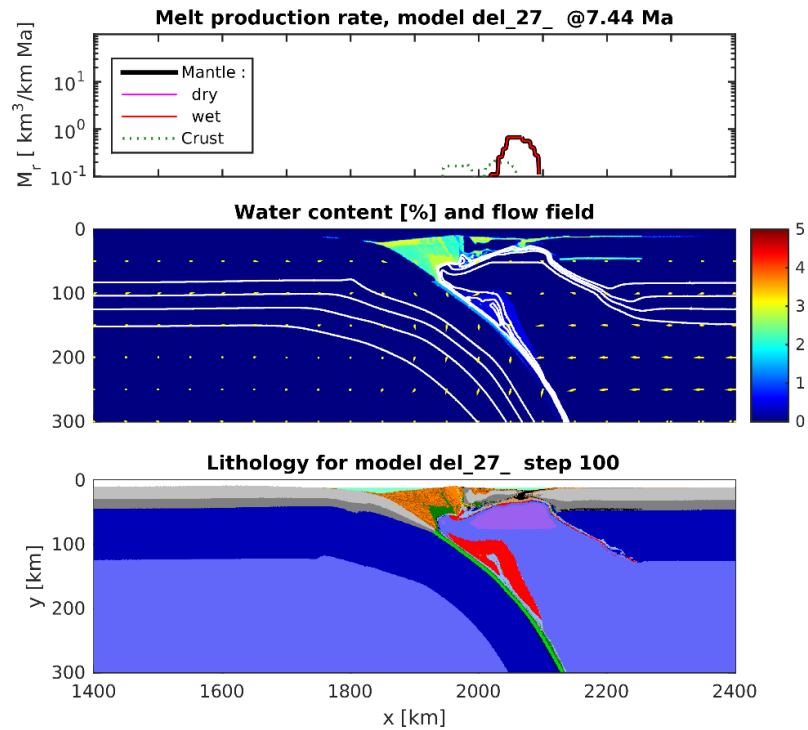 Melt production rate, model del_27_ @7.44 Ma
M_r [ km^3/km Ma]
10^1
10^0
10^-1
Mantle :
dry
wet
Crust
Water content [%] and flow field
0
100
200
300
5
4
3
2
1
0
Lithology for model del_27_ step 100
y [km]
0
100
200
300
1400
1600
1800
2000
2200
2400
x [km]